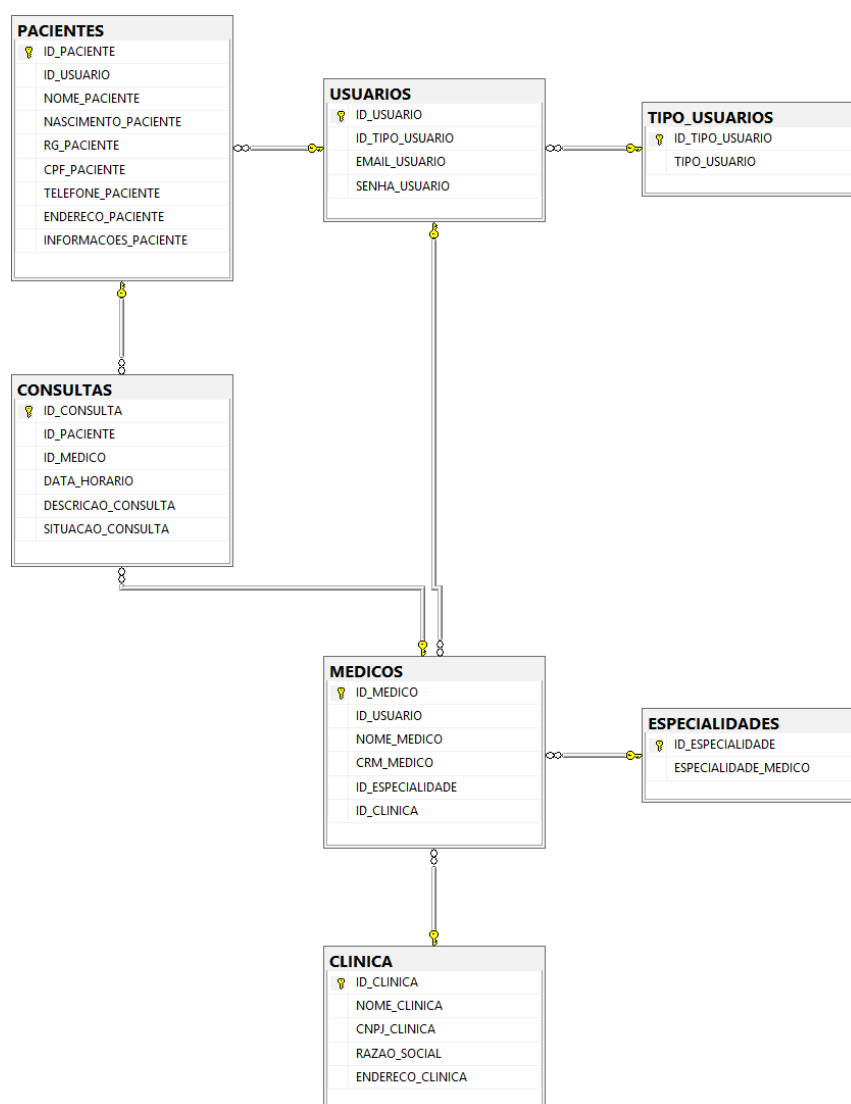 PACIENTES
ID_PACIENTE
ID_USUARIO
NOME_PACIENTE
NASCIMENTO_PACIENTE
RG_PACIENTE
CPF_PACIENTE
TELEFONE_PACIENTE
ENDERECO_PACIENTE
INFORMACOES_PACIENTE
USUARIOS
ID_USUARIO
ID_TIPO_USUARIO
EMAIL_USUARIO
SENHA_USUARIO
TIPO_USUARIOS
ID_TIPO_USUARIO
TIPO_USUARIO
CONSULTAS
ID_CONSULTA
ID_PACIENTE
ID_MEDICO
DATA_HORARIO
DESCRICAO_CONSULTA
SITUACAO_CONSULTA
MEDICOS
ID_MEDICO
ID_USUARIO
NOME_MEDICO
CRM_MEDICO
ID_ESPECIALIDADE
ID_CLINICA
ESPECIALIDADES
ID_ESPECIALIDADE
ESPECIALIDADE_MEDICO
CLINICA
ID_CLINICA
NOME_CLINICA
CNPJ_CLINICA
RAZAO_SOCIAL
ENDERECO_CLINICA